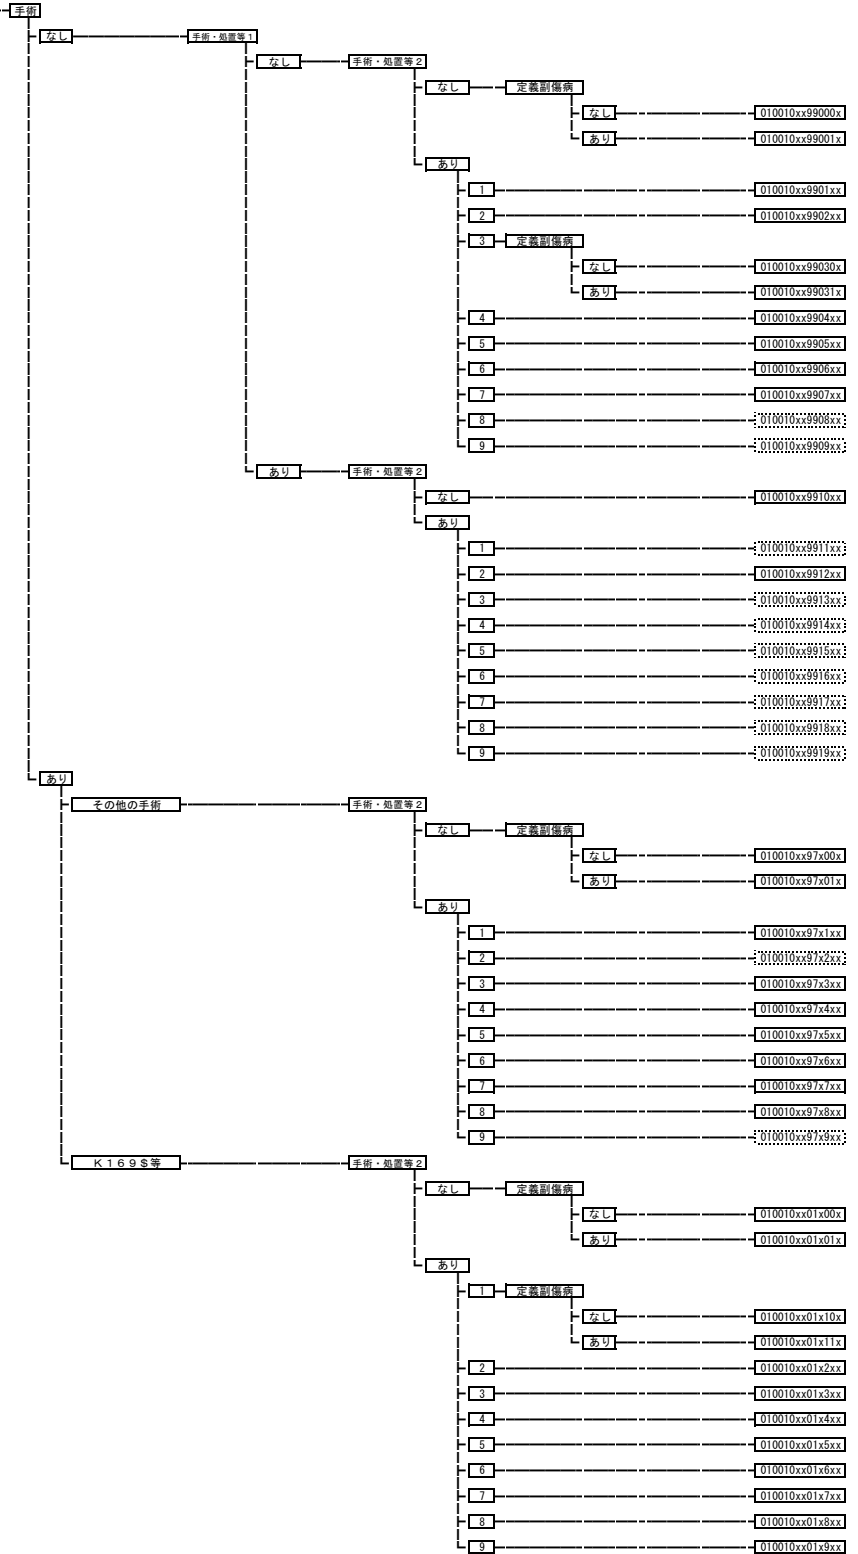 手術
なし 手術・処置等１
なし 手術・処置等２
なし 定義副傷病
なし 010010xx99000x
あり 010010xx99001x
あり
1 010010xx9901xx
2 010010xx9902xx
3 定義副傷病
なし 010010xx99030x
あり 010010xx99031x
4 010010xx9904xx
5 010010xx9905xx
6 010010xx9906xx
7 010010xx9907xx
8 010010xx9908xx
9 010010xx9909xx
あり 手術・処置等２
なし 010010xx9910xx
あり
1 010010xx9911xx
2 010010xx9912xx
3 010010xx9913xx
4 010010xx9914xx
5 010010xx9915xx
6 010010xx9916xx
7 010010xx9917xx
8 010010xx9918xx
9 010010xx9919xx
あり
その他の手術 手術・処置等２
なし 定義副傷病
なし 010010xx97x00x
あり 010010xx97x01x
あり
1 010010xx97x1xx
2 010010xx97x2xx
3 010010xx97x3xx
4 010010xx97x4xx
5 010010xx97x5xx
6 010010xx97x6xx
7 010010xx97x7xx
8 010010xx97x8xx
9 010010xx97x9xx
Ｋ１６９＄等 手術・処置等２
なし 定義副傷病
なし 010010xx01x00x
あり 010010xx01x01x
あり
1 定義副傷病
なし 010010xx01x10x
あり 010010xx01x11x
2 010010xx01x2xx
3 010010xx01x3xx
4 010010xx01x4xx
5 010010xx01x5xx
6 010010xx01x6xx
7 010010xx01x7xx
8 010010xx01x8xx
9 010010xx01x9xx